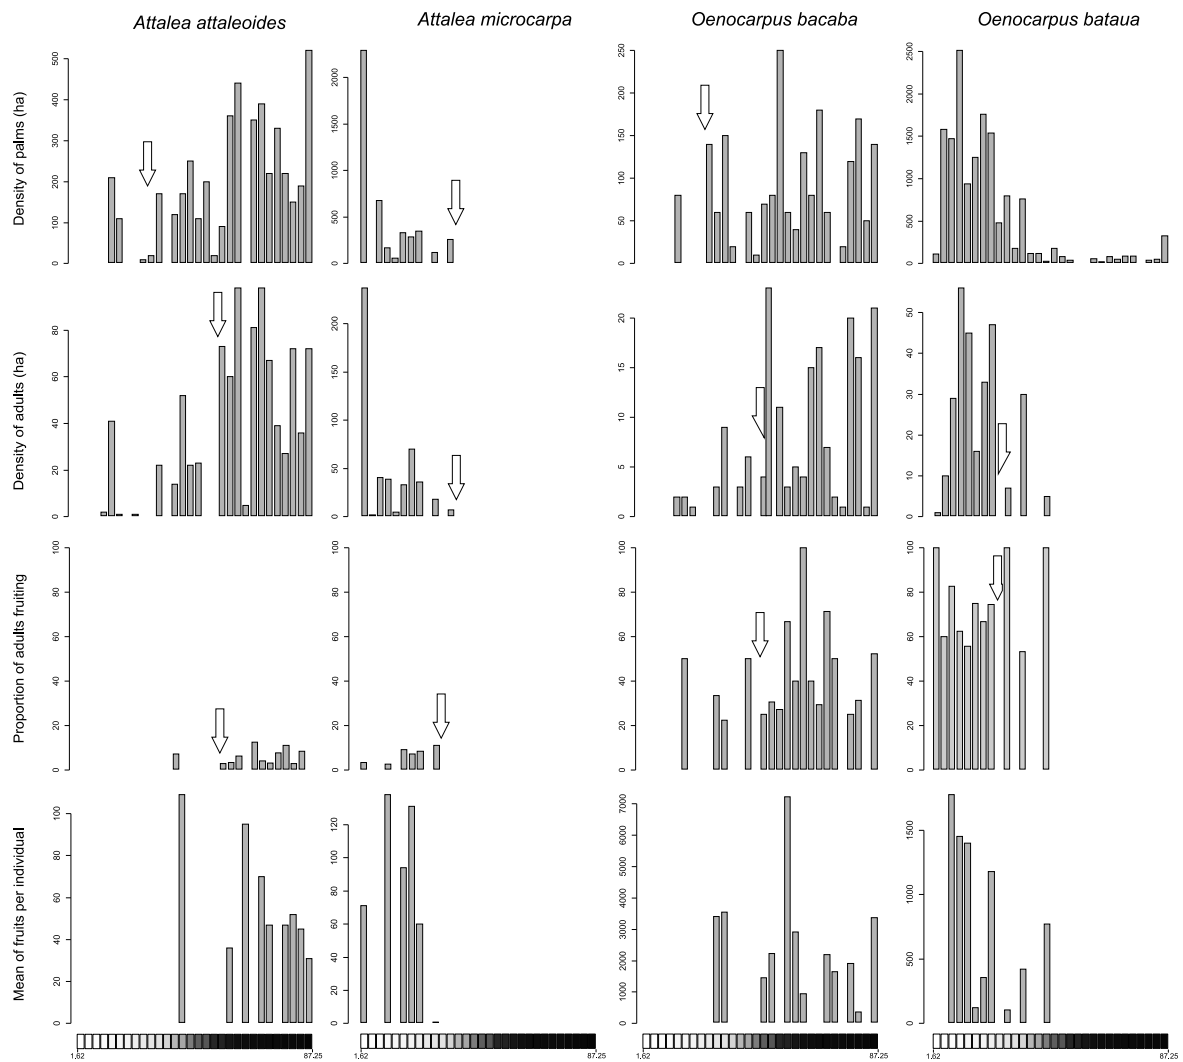 Attalea attaleoides
Attalea microcarpa
Oenocarpus bacaba
Oenocarpus bataua
Density of palms (ha)
0 100 200 300 400 500
0 500 1000 1500 2000
0 50 100 150 200 250
0 500 1000 1500 2000 2500
Density of adults (ha)
0 20 40 60 80
0 50 100 150 200
0 5 10 15 20
0 10 20 30 40 50
Proportion of adults fruiting
0 20 40 60 80 100
0 20 40 60 80 100
0 20 40 60 80 100
0 20 40 60 80 100
Mean of fruits per individual
0 20 40 60 80 100
0 20 40 60 80 100 120
0 1000 2000 3000 4000 5000 6000 7000
0 500 1000 1500
1.62 87.25
1.62 87.25
1.62 87.25
1.62 87.25